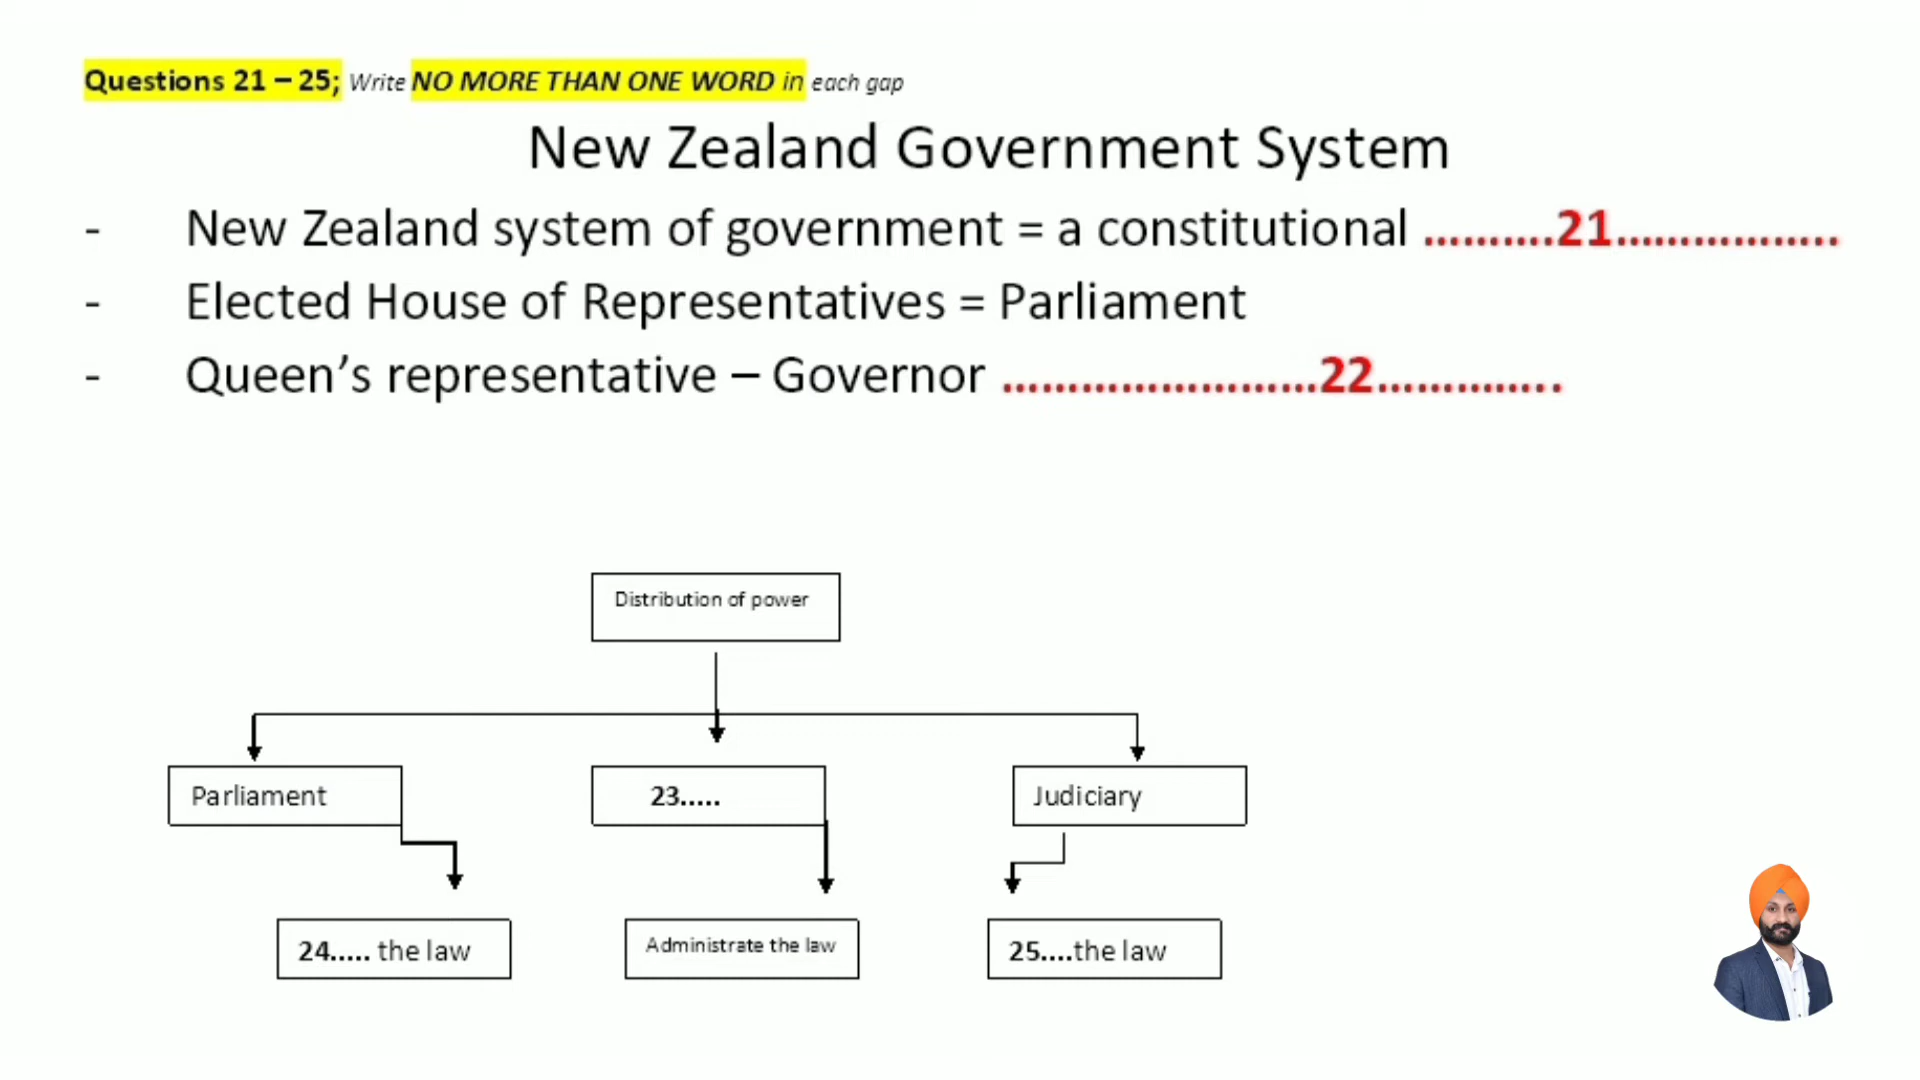 Questions 21 – 25; Write NO MORE THAN ONE WORD in each gap
New Zealand Government System
- New Zealand system of government = a constitutional ..........21.................
- Elected House of Representatives = Parliament
- Queen's representative – Governor ........................22..............
Distribution of power
Parliament
23.....
Judiciary
24..... the law
Administrate the law
25....the law